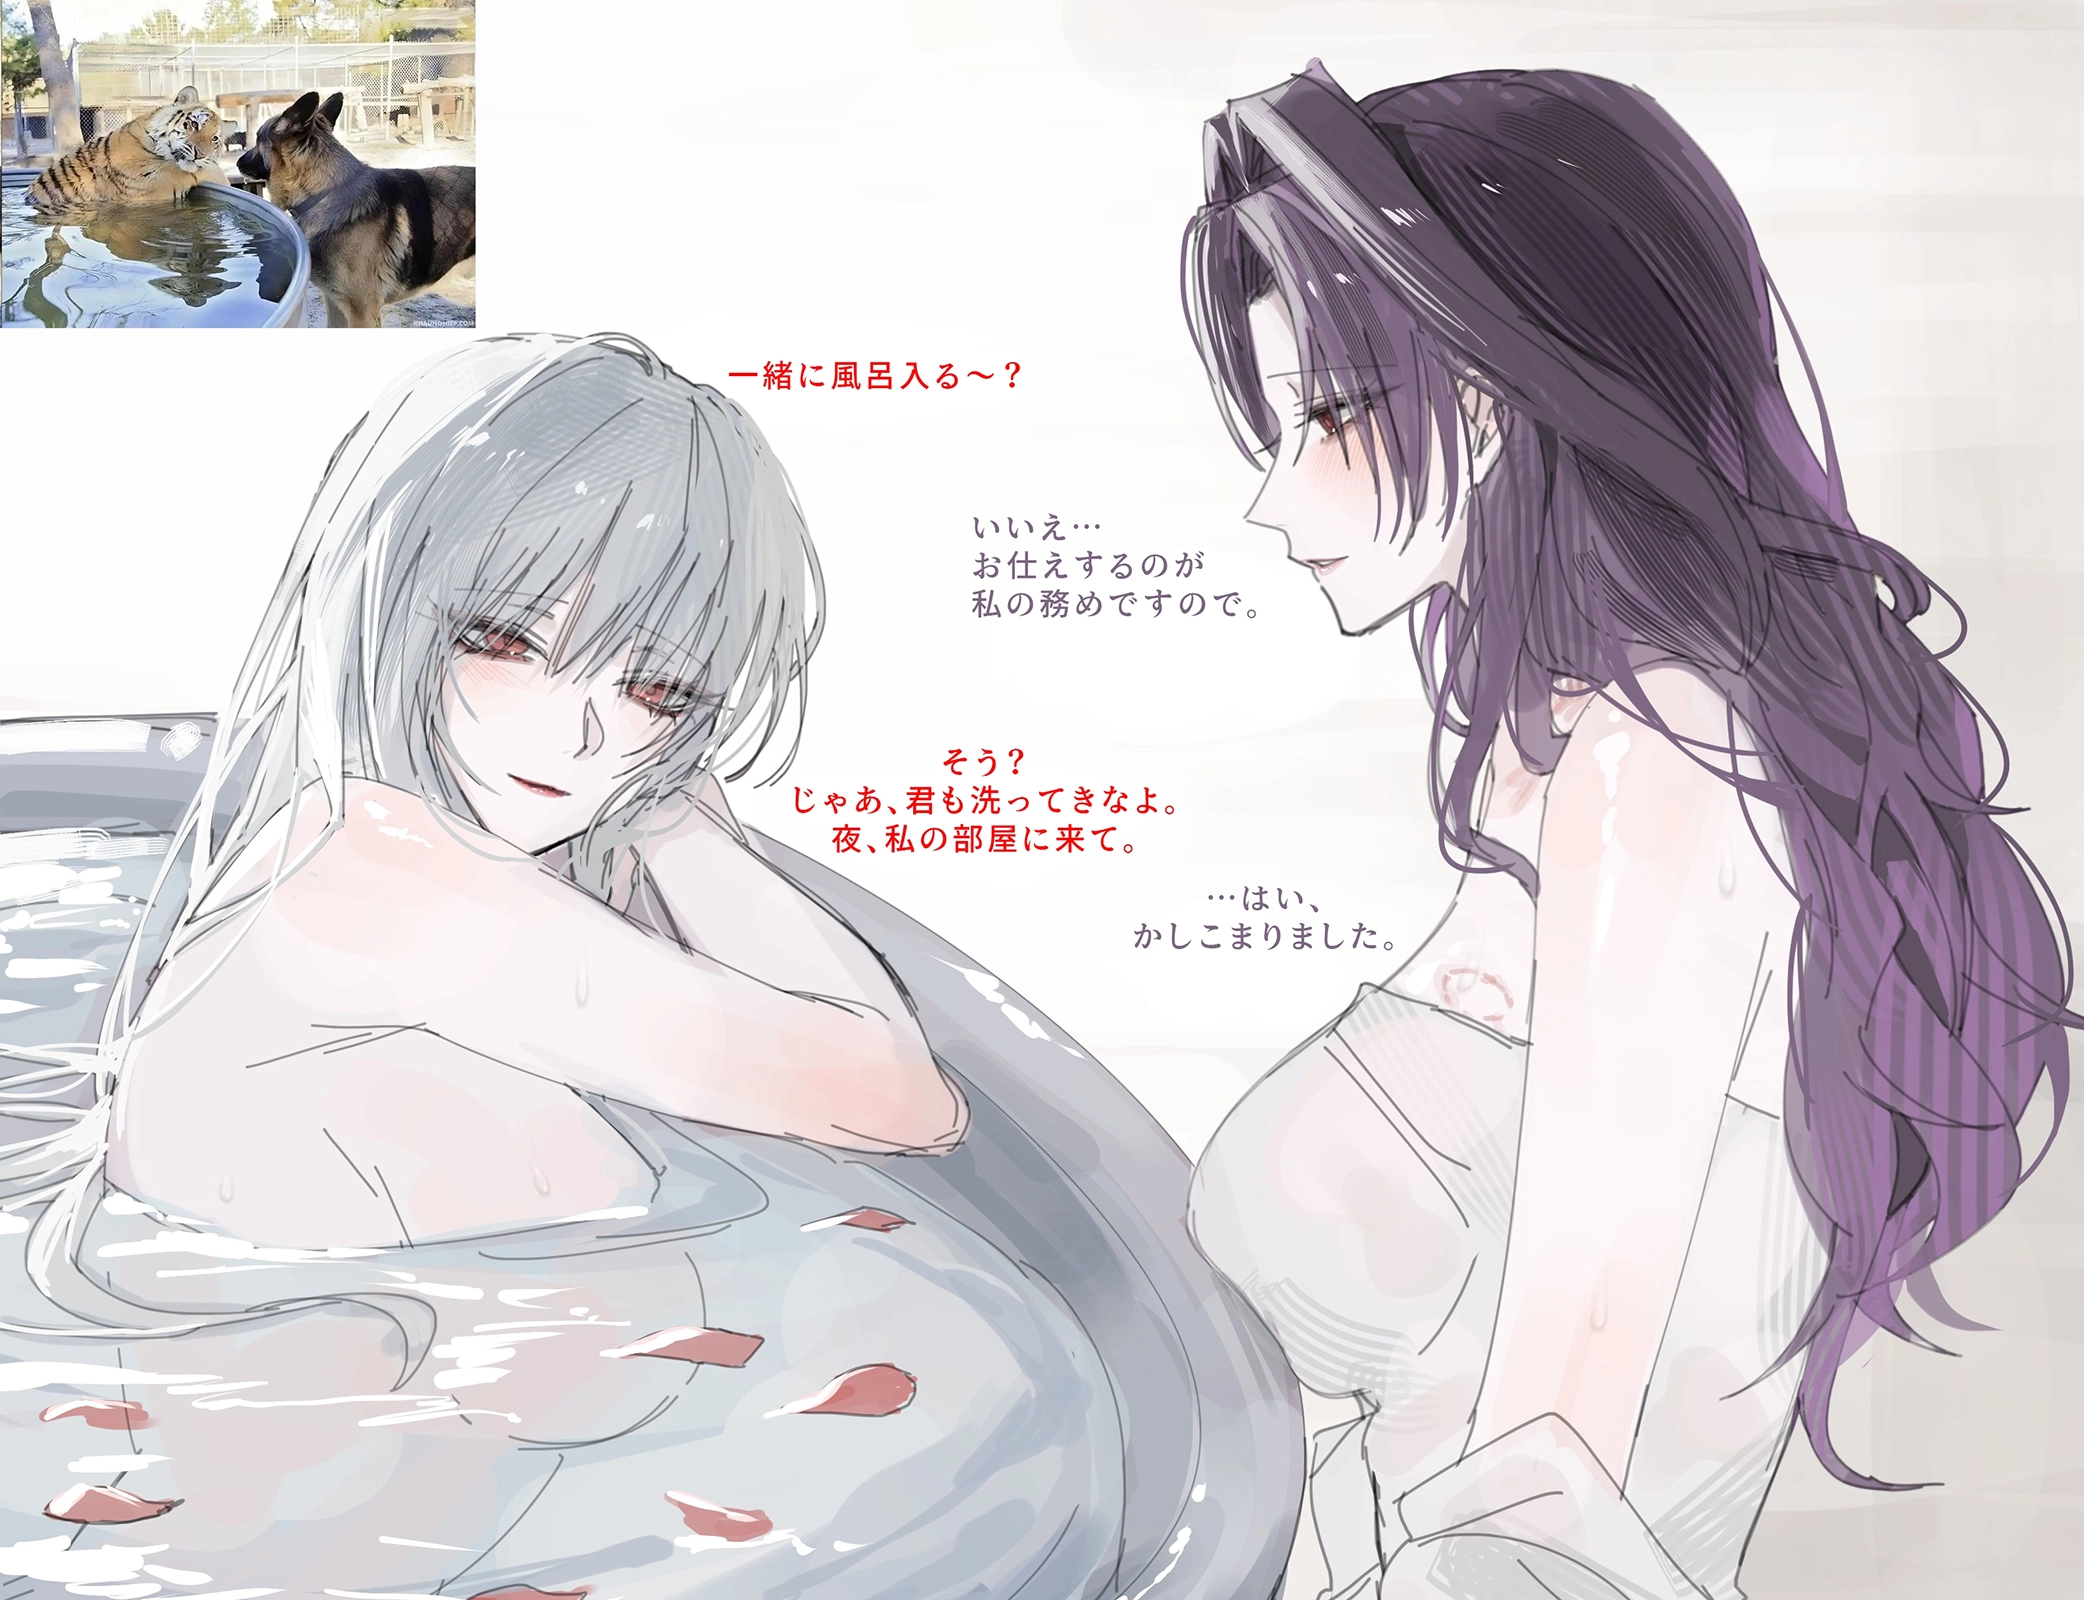 一緒に風呂入る～？
いいえ…
お仕えするのが
私の務めですので。
そう？
じゃあ、君も洗ってきなよ。
夜、私の部屋に来て。
…はい、
かしこまりました。